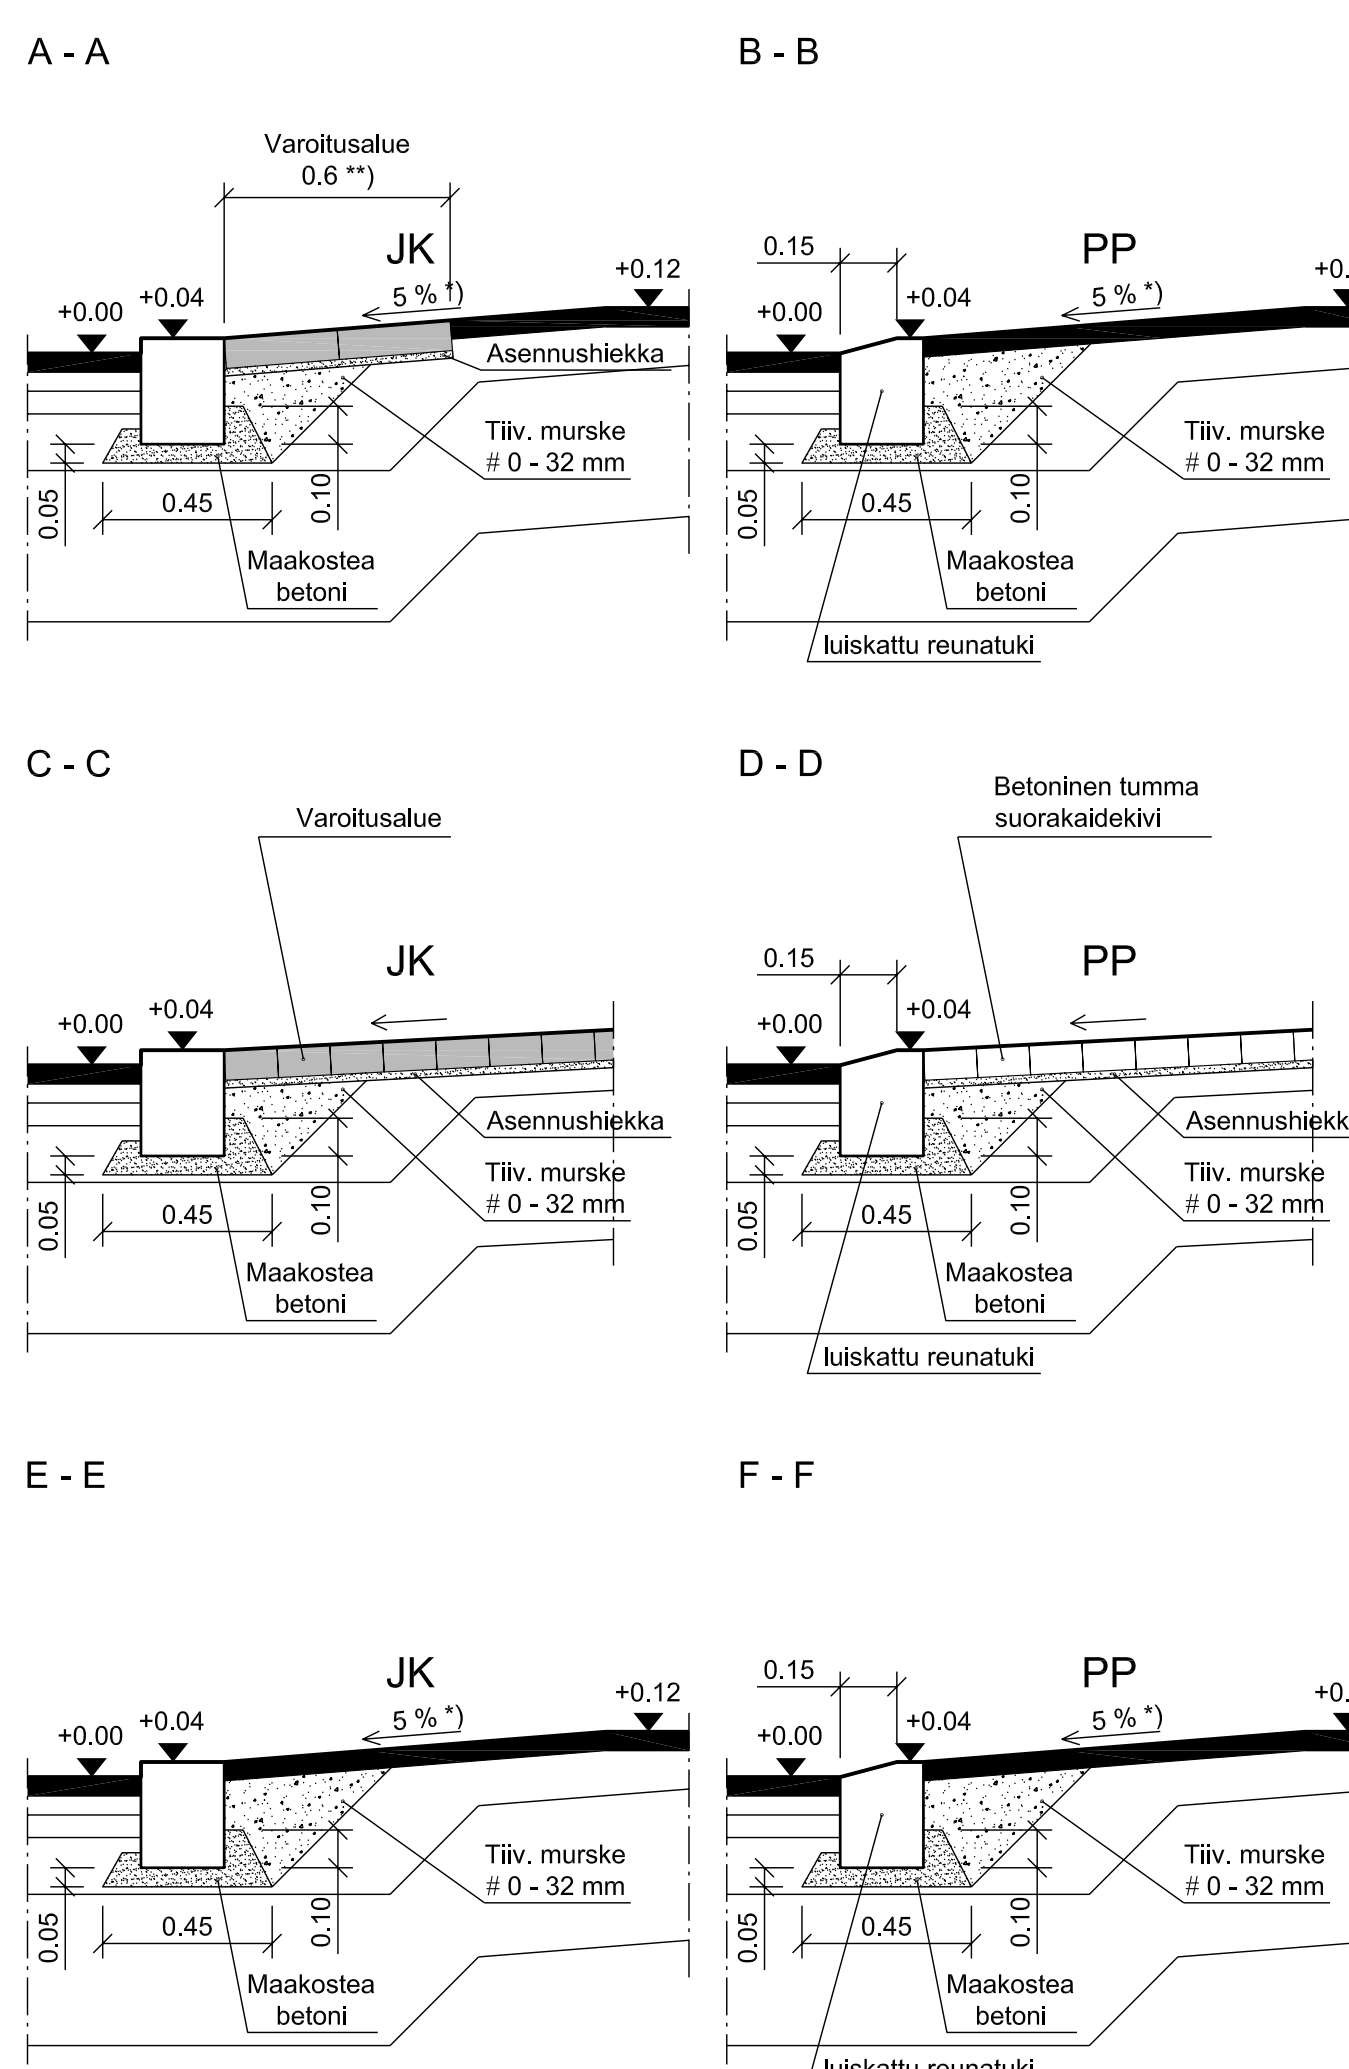 A - A
Varoitusalue
0.6 **)
JK
5 % *)
+0.00
+0.04
+0.12
Asennushiekka
Tiiv. murske
# 0 - 32 mm
0.05
0.45
0.10
Maakostea
betoni
B - B
0.15
PP
5 % *)
+0.00
+0.04
+0.
Tiiv. murske
# 0 - 32 mm
0.05
0.45
0.10
Maakostea
betoni
luiskattu reunatuki
C - C
Varoitusalue
JK
+0.00
+0.04
Asennushiekka
Tiiv. murske
# 0 - 32 mm
0.05
0.45
0.10
Maakostea
betoni
D - D
Betoninen tumma
suorakaidekivi
0.15
PP
+0.00
+0.04
Asennushiekk
Tiiv. murske
# 0 - 32 mm
0.05
0.45
0.10
Maakostea
betoni
luiskattu reunatuki
E - E
JK
5 % *)
+0.00
+0.04
+0.12
Tiiv. murske
# 0 - 32 mm
0.05
0.45
0.10
Maakostea
betoni
F - F
0.15
PP
5 % *)
+0.00
+0.04
+0.
Tiiv. murske
# 0 - 32 mm
0.05
0.45
0.10
Maakostea
betoni
luiskattu reunatuki